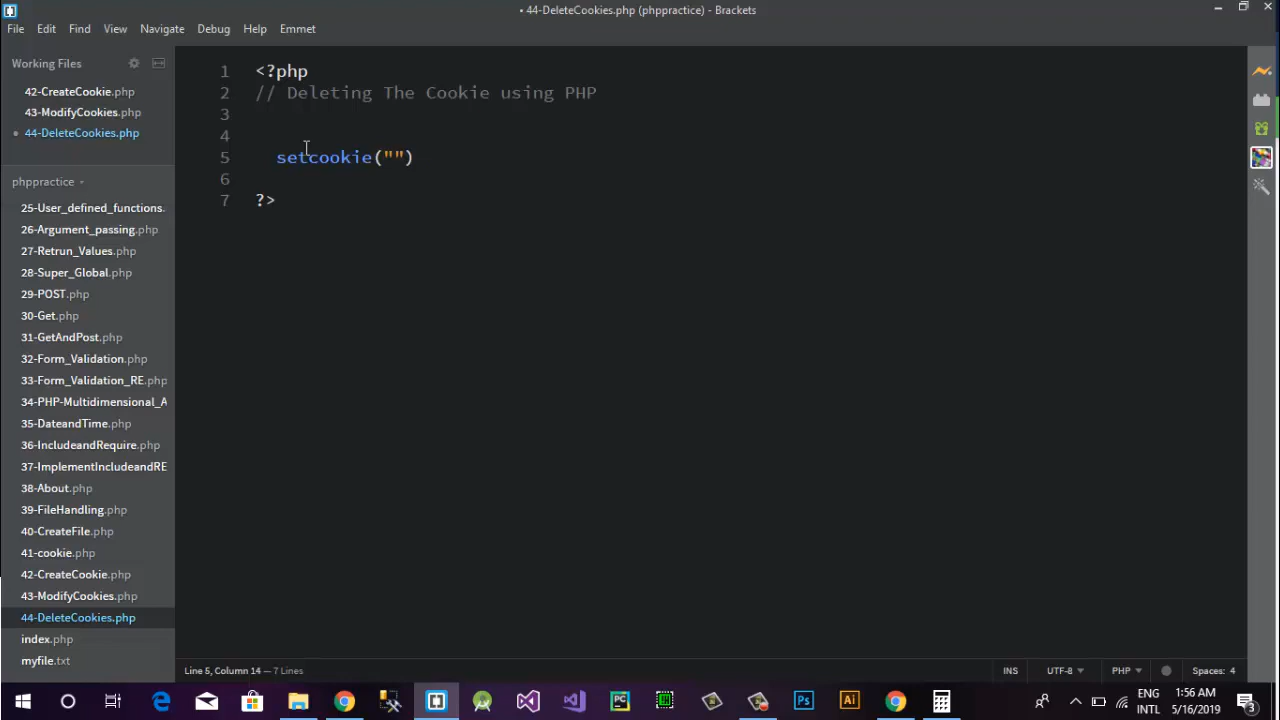 • 44-DeleteCookies.php (phppractice) - Brackets
File Edit Find View Navigate Debug Help Emmet
Working Files
42-CreateCookie.php
43-ModifyCookies.php
• 44-DeleteCookies.php
phppractice
25-User_defined_functions.
26-Argument_passing.php
27-Retrun_Values.php
28-Super_Global.php
29-POST.php
30-Get.php
31-GetAndPost.php
32-Form_Validation.php
33-Form_Validation_RE.php
34-PHP-Multidimensional_A
35-DateandTime.php
36-IncludeandRequire.php
37-ImplementIncludeandRE
38-About.php
39-FileHandling.php
40-CreateFile.php
41-cookie.php
42-CreateCookie.php
43-ModifyCookies.php
44-DeleteCookies.php
index.php
myfile.txt
1 <?php
2 // Deleting The Cookie using PHP
3
4
5 setcookie("")
6
7 ?>
Line 5, Column 14 — 7 Lines
INS UTF-8 PHP Spaces: 4
PC Ps Ai
ENG 1:56 AM
INTL 5/16/2019
3